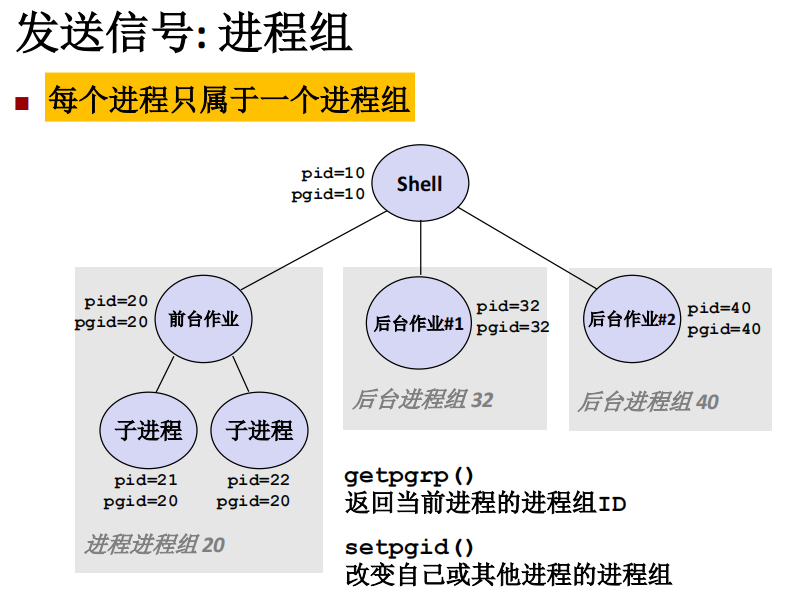 发送信号: 进程组
每个进程只属于一个进程组
pid=10
pgid=10
Shell
pid=20
pgid=20
前台作业
后台作业#1
pid=32
pgid=32
后台作业#2
pid=40
pgid=40
后台进程组 32
后台进程组 40
子进程
子进程
pid=21
pgid=20
pid=22
pgid=20
进程进程组 20
getpgrp()
返回当前进程的进程组ID
setpgid()
改变自己或其他进程的进程组